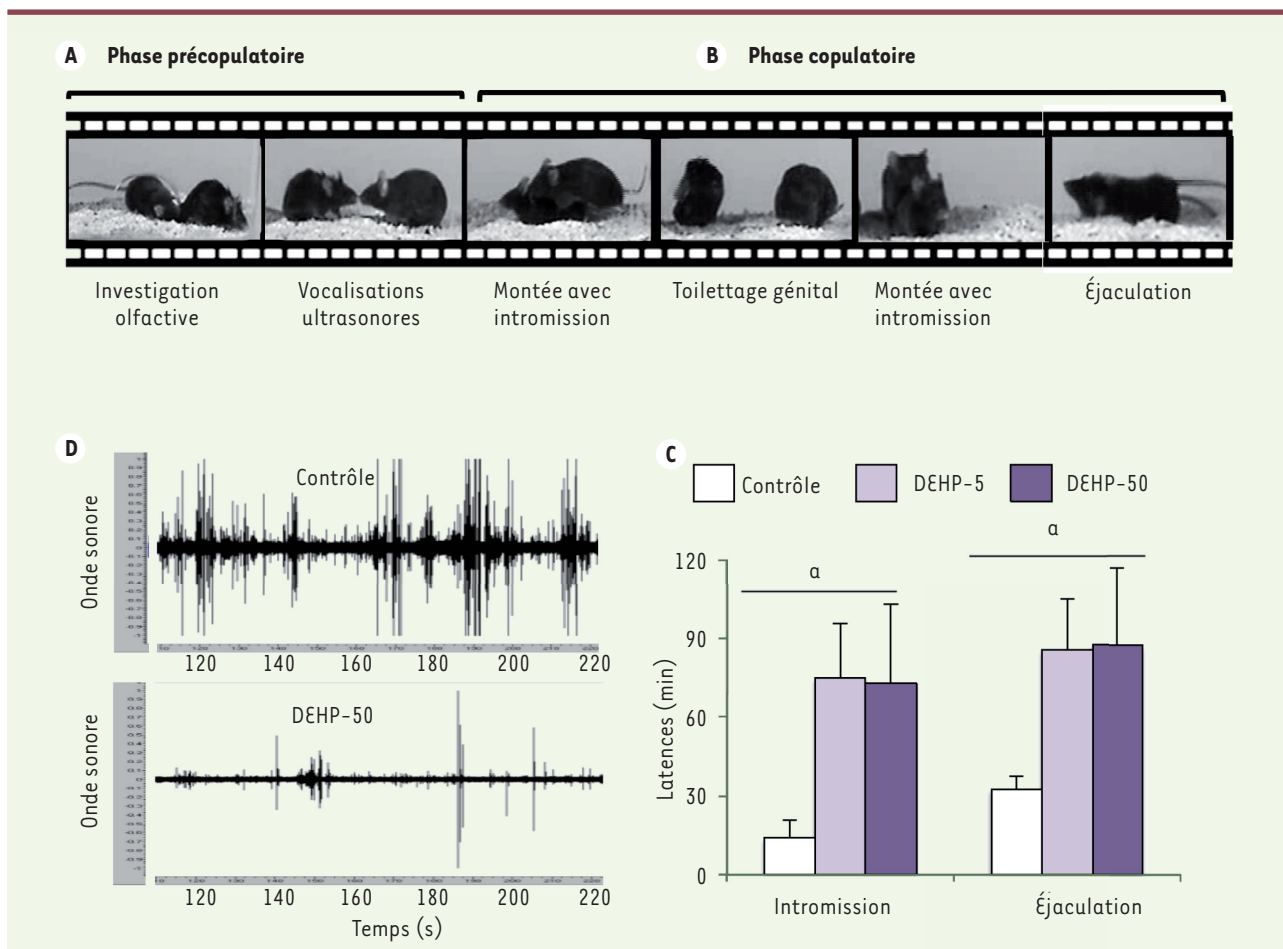 A Phase précopulatoire
B Phase copulatoire
Investigation
olfactive
Vocalisations
ultrasonores
Montée avec
intromission
Toilettage génital
Montée avec
intromission
Éjaculation
D
Contrôle
Onde sonore
120 140 160 180 200 220
DEHP-50
Onde sonore
120 140 160 180 200 220
Temps (s)
C
Contrôle DEHP-5 DEHP-50
α
α
Latences (min)
120
90
60
30
0
Intromission Éjaculation